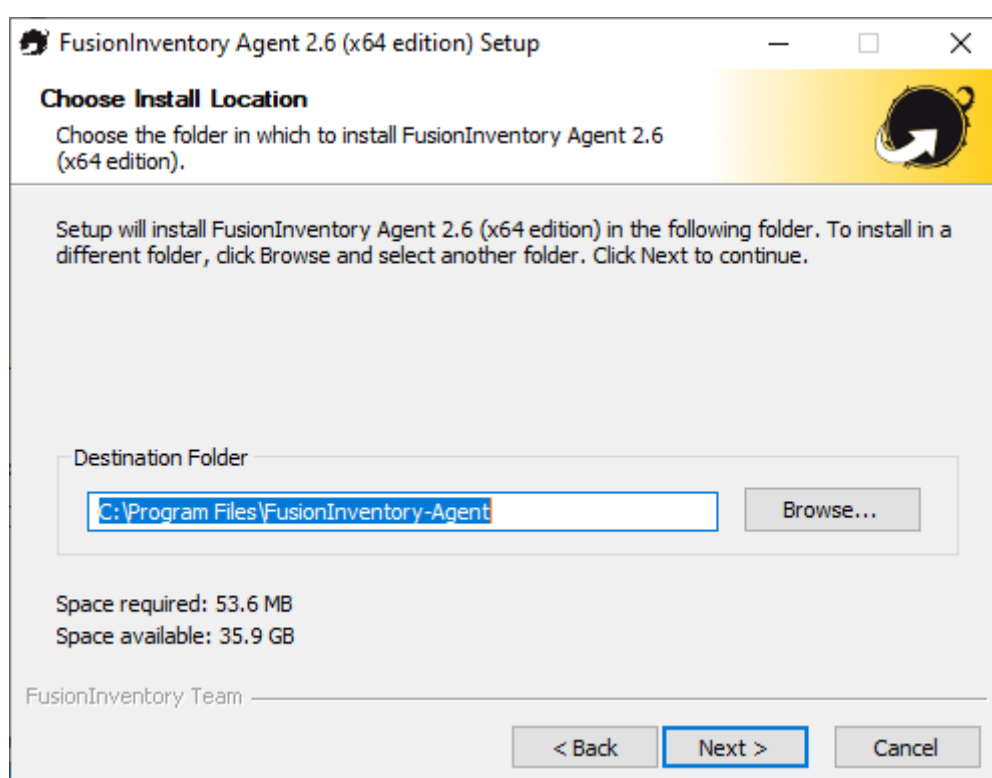 FusionInventory Agent 2.6 (x64 edition) Setup
Choose Install Location
Choose the folder in which to install FusionInventory Agent 2.6
(x64 edition).
Setup will install FusionInventory Agent 2.6 (x64 edition) in the following folder. To install in a
different folder, click Browse and select another folder. Click Next to continue.
Destination Folder
C:\Program Files\FusionInventory-Agent
Browse...
Space required: 53.6 MB
Space available: 35.9 GB
FusionInventory Team
< Back Next > Cancel